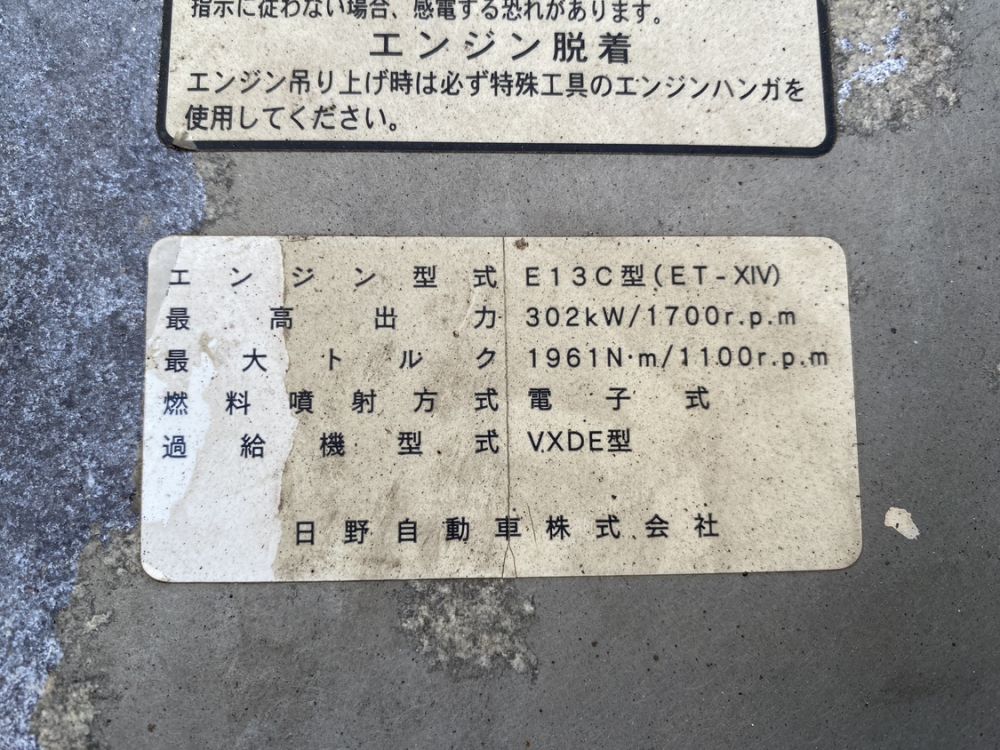 指示に従わない場合、感電する恐れがあります。
エンジン脱着
エンジン吊り上げ時は必ず特殊工具のエンジンハンガを
使用してください。
エンジン型式 E13C型(ET-XIV)
最高出力 302kW/1700r.p.m
最大トルク 1961N·m/1100r.p.m
燃料噴射方式 電子式
過給機型式 VXDE型
日野自動車株式会社